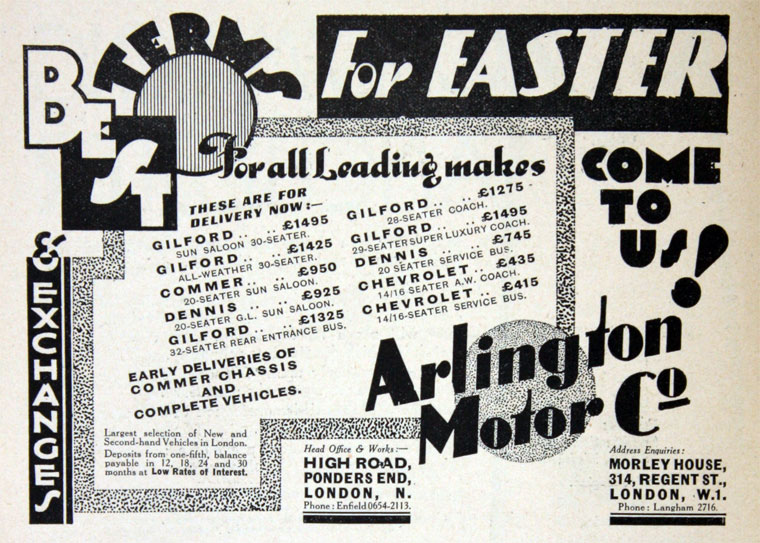 BEST TERMS
& EXCHANGES
For EASTER
For all Leading makes
COME
TO
US!
THESE ARE FOR
DELIVERY NOW:—
GILFORD .. .. £1495
SUN SALOON 30-SEATER.
GILFORD .. .. £1425
ALL-WEATHER 30-SEATER.
COMMER .. .. £950
20-SEATER SUN SALOON.
DENNIS .. .. £925
20-SEATER G.L. SUN SALOON.
GILFORD .. .. £1325
32-SEATER REAR ENTRANCE BUS.
GILFORD .. .. £1275
28-SEATER COACH.
GILFORD .. .. £1495
29-SEATER SUPER LUXURY COACH.
DENNIS .. .. £745
20 SEATER SERVICE BUS.
CHEVROLET .. £435
14/16 SEATER A.W. COACH.
CHEVROLET .. £415
14/16-SEATER SERVICE BUS.
EARLY DELIVERIES OF
COMMER CHASSIS
AND
COMPLETE VEHICLES.
Arlington
Motor Co
Largest selection of New and
Second-hand Vehicles in London.
Deposits from one-fifth, balance
payable in 12, 18, 24 and 30
months at Low Rates of Interest.
Head Office & Works:—
HIGH ROAD,
PONDERS END,
LONDON, N.
Phone: Enfield 0654-2113.
Address Enquiries:
MORLEY HOUSE,
314, REGENT ST.,
LONDON, W.1.
Phone: Langham 2716.